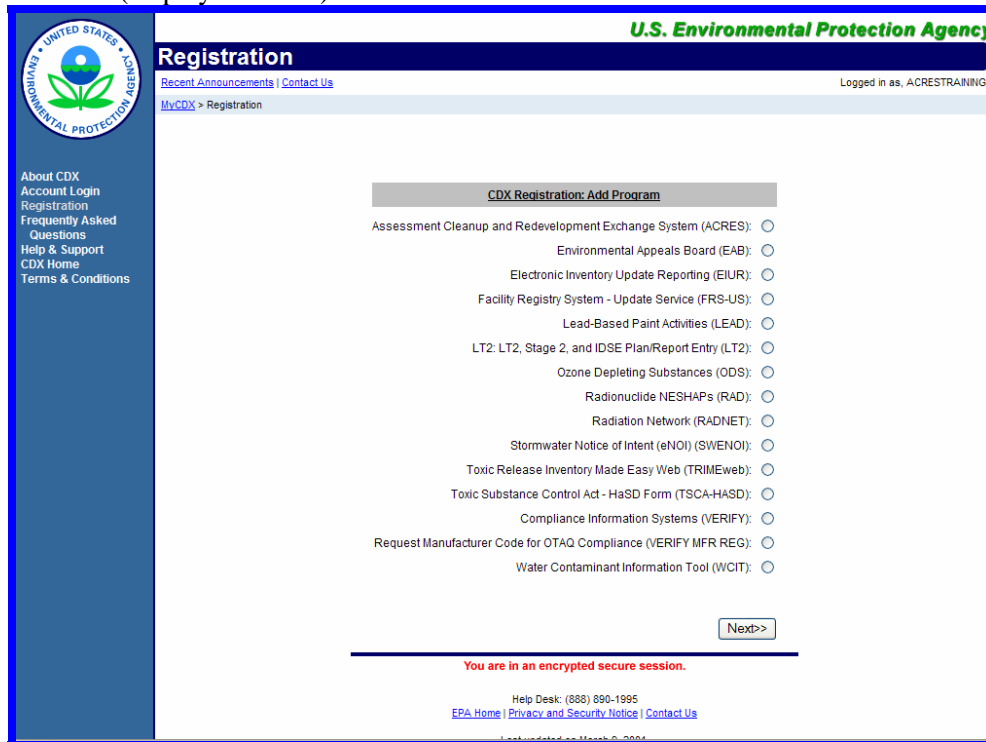 U.S. Environmental Protection Agency
UNITED STATES
ENVIRONMENTAL PROTECTION AGENCY
Registration
Recent Announcements | Contact Us
Logged in as, ACRESTRAINING
MyCDX > Registration
About CDX
Account Login
Registration
Frequently Asked
Questions
Help & Support
CDX Home
Terms & Conditions
CDX Registration: Add Program
Assessment Cleanup and Redevelopment Exchange System (ACRES):
Environmental Appeals Board (EAB):
Electronic Inventory Update Reporting (EIUR):
Facility Registry System - Update Service (FRS-US):
Lead-Based Paint Activities (LEAD):
LT2: LT2, Stage 2, and IDSE Plan/Report Entry (LT2):
Ozone Depleting Substances (ODS):
Radionuclide NESHAPs (RAD):
Radiation Network (RADNET):
Stormwater Notice of Intent (eNOI) (SWENOI):
Toxic Release Inventory Made Easy Web (TRIMEweb):
Toxic Substance Control Act - HaSD Form (TSCA-HASD):
Compliance Information Systems (VERIFY):
Request Manufacturer Code for OTAQ Compliance (VERIFY MFR REG):
Water Contaminant Information Tool (WCIT):
Next>>
You are in an encrypted secure session.
Help Desk: (888) 890-1995
EPA Home | Privacy and Security Notice | Contact Us